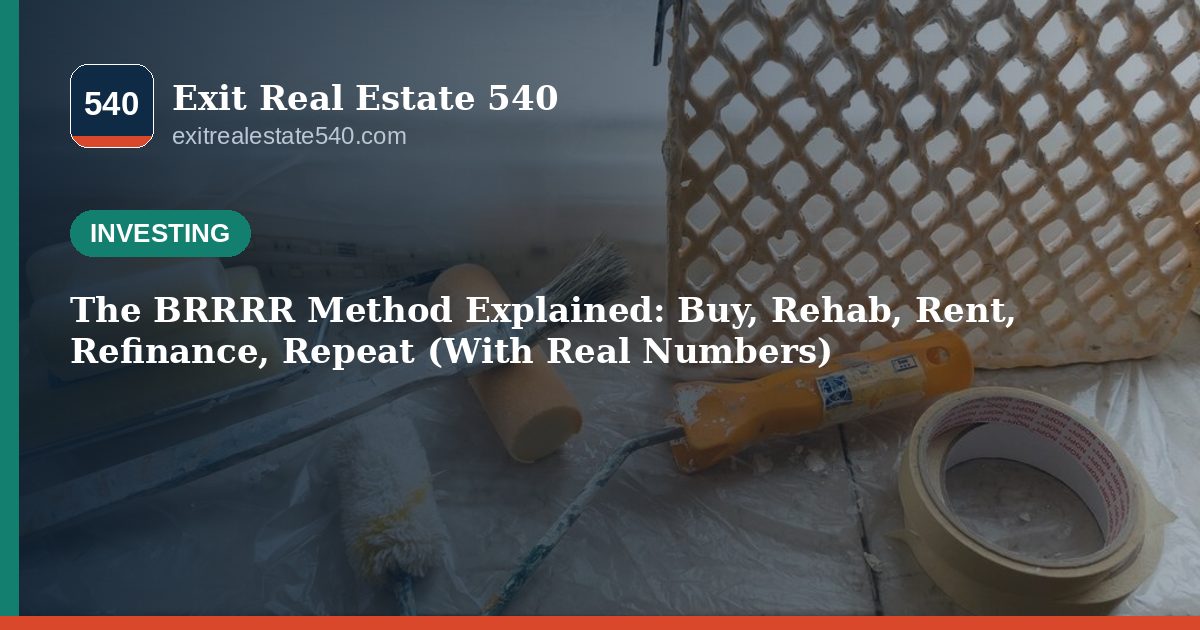 540
Exit Real Estate 540
exitrealestate540.com
INVESTING
The BRRRR Method Explained: Buy, Rehab, Rent,
Refinance, Repeat (With Real Numbers)